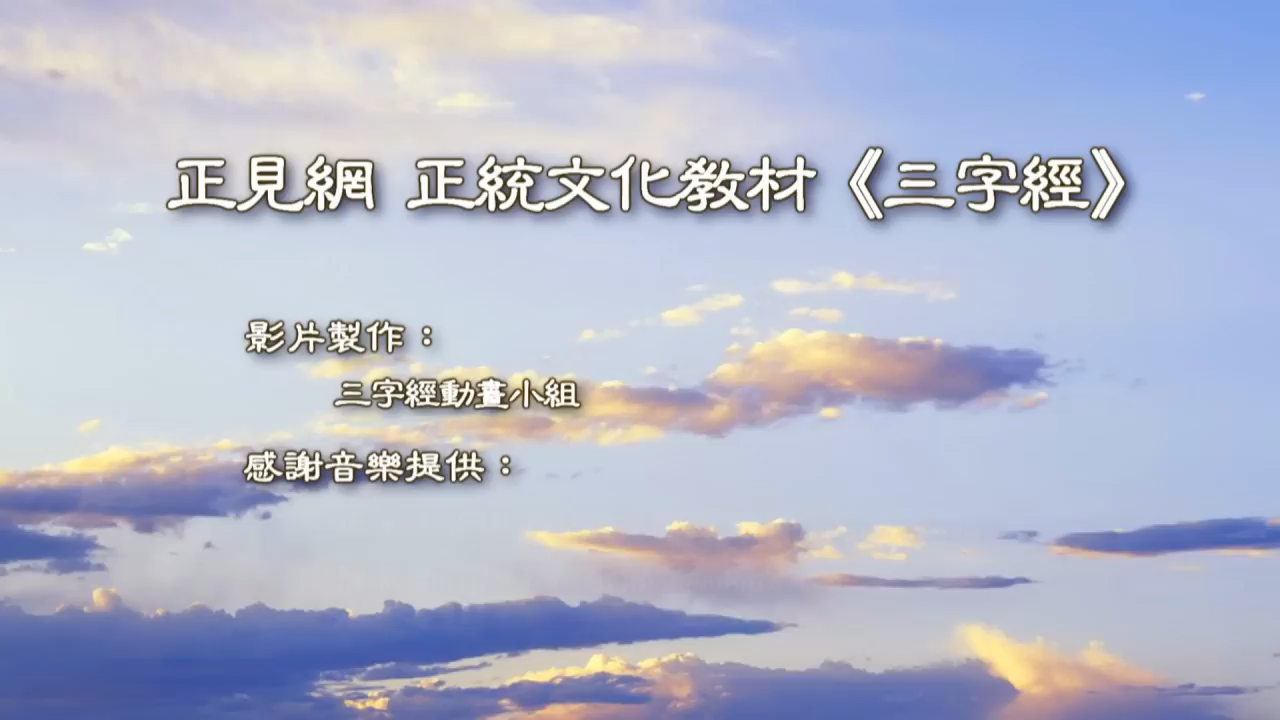 正見網 正統文化教材《三字經》
影片製作：
三字經動畫小組
感謝音樂提供：